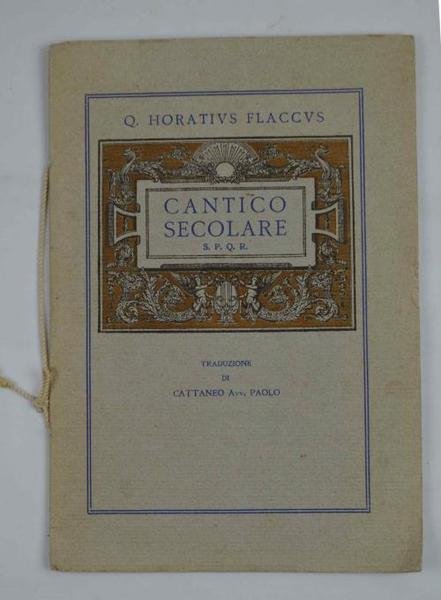 Q. HORATIVS FLACCVS
CANTICO
SECOLARE
S. P. Q. R.
TRADUZIONE
DI
CATTANEO Avv. PAOLO